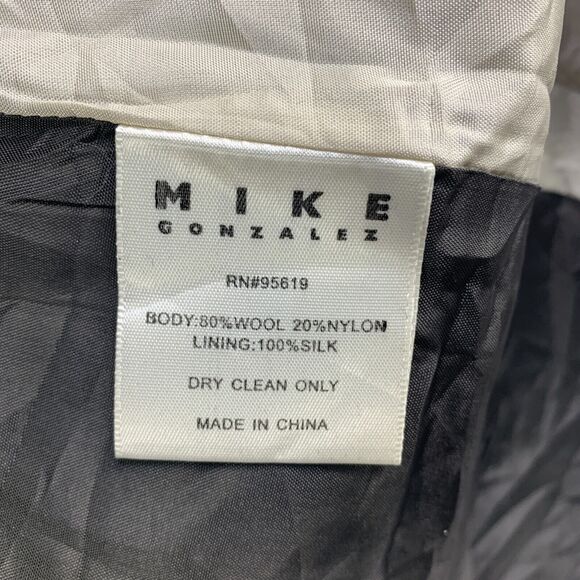 MIKE
GONZALEZ
RN#95619
BODY:80%WOOL 20%NYLON
LINING:100%SILK
DRY CLEAN ONLY
MADE IN CHINA